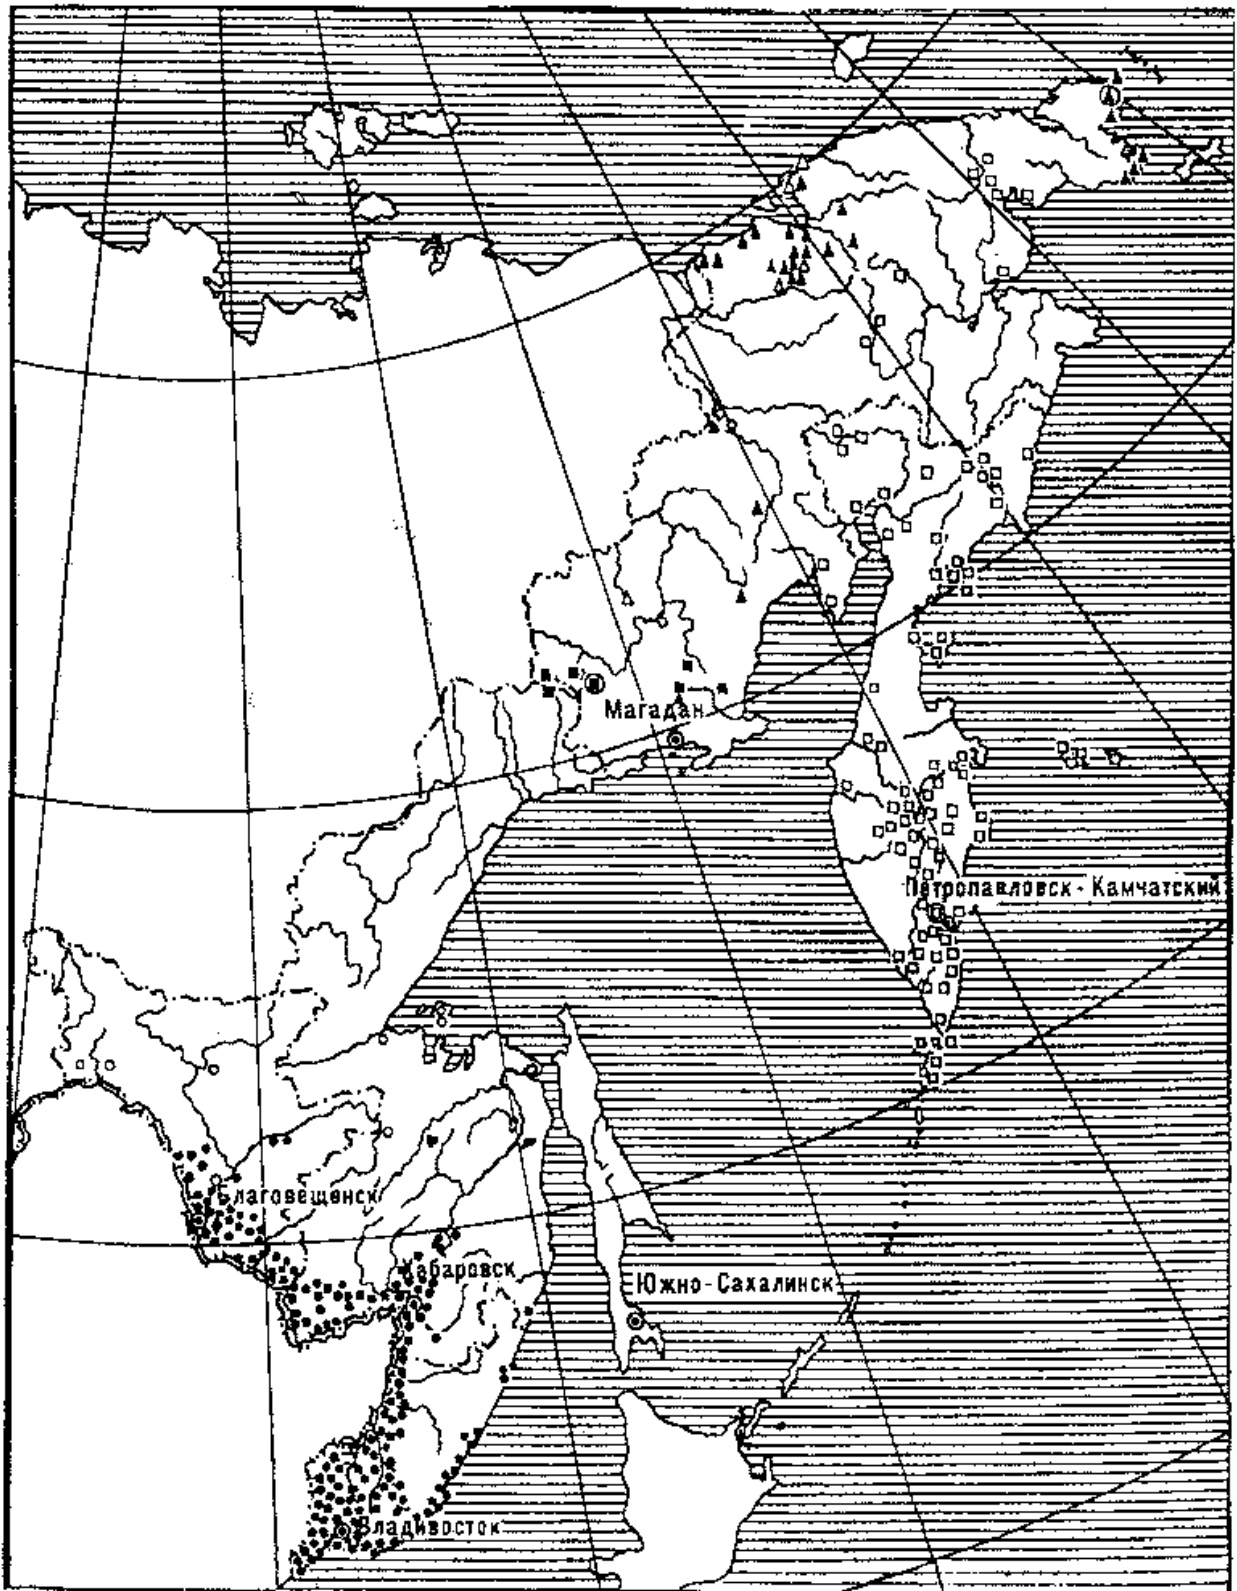 Магадан
Петропавловск-Камчатский
Благовещенск
Хабаровск
Южно-Сахалинск
Владивосток